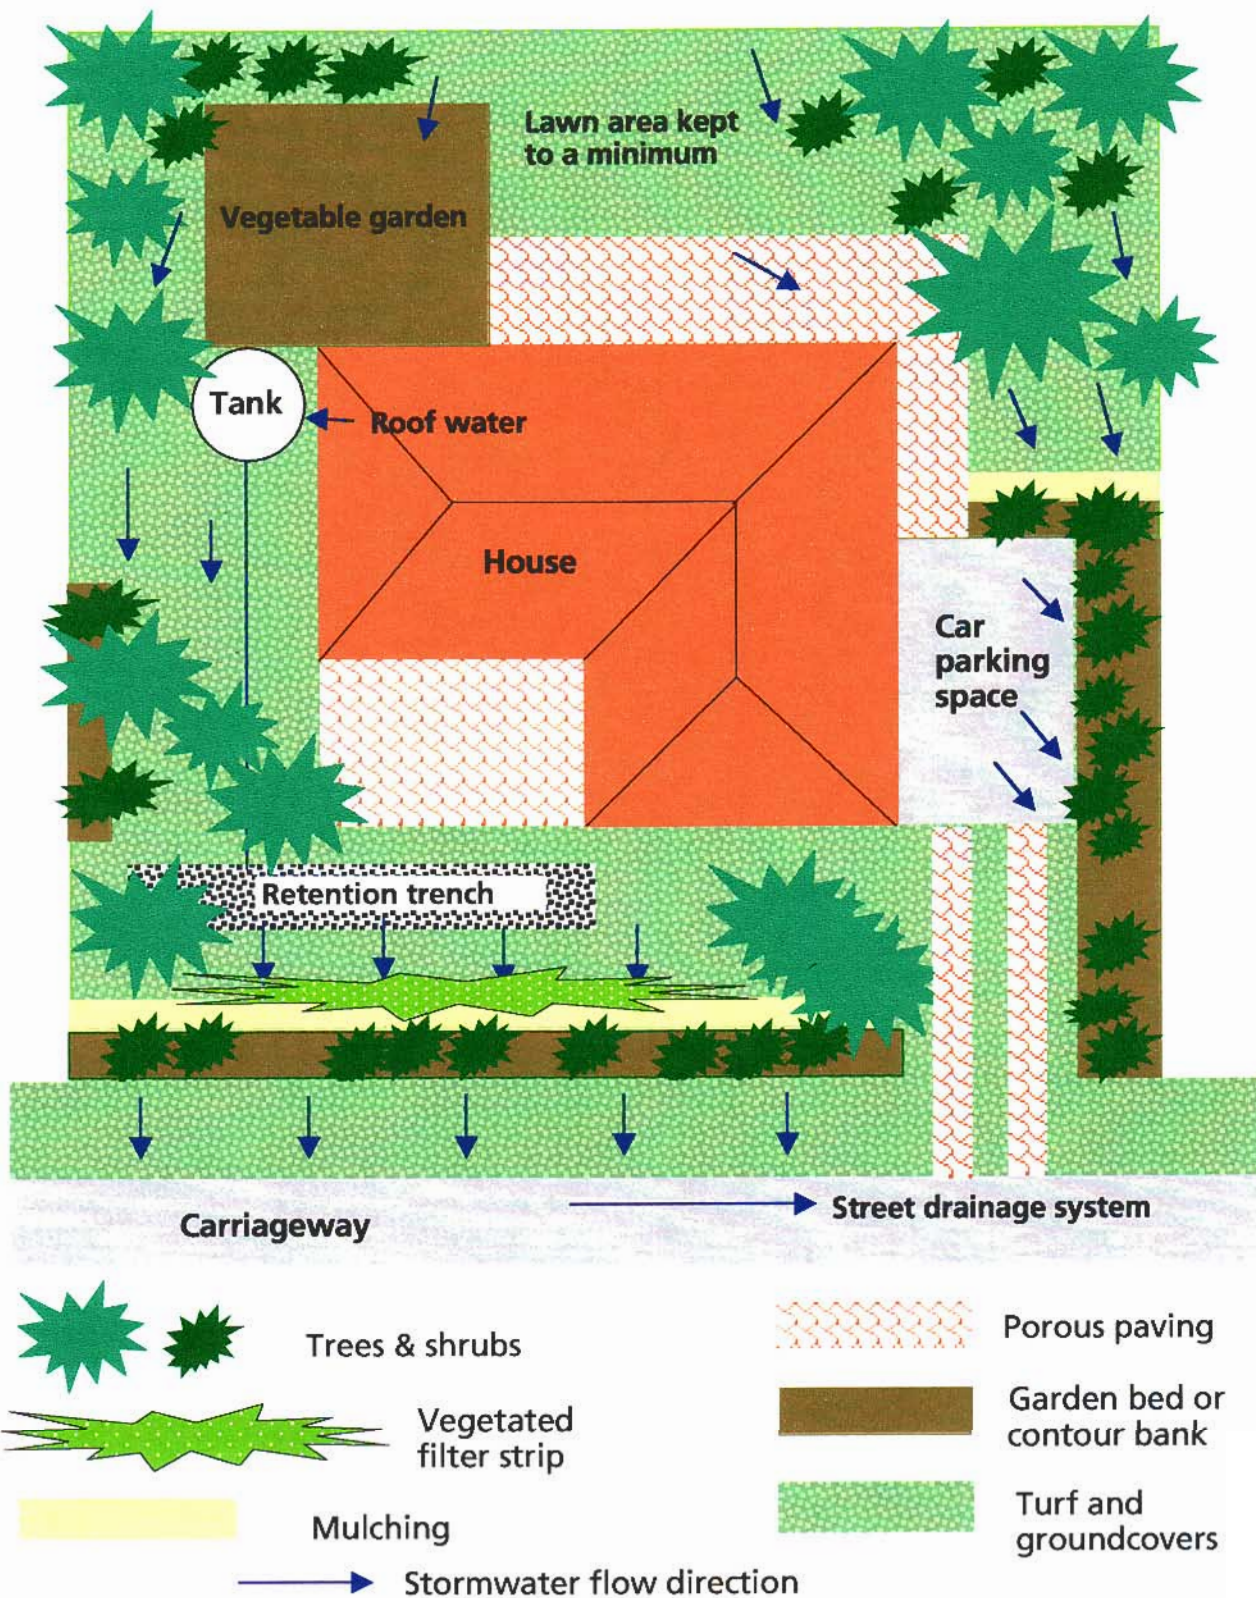 Lawn area kept
to a minimum
Vegetable garden
Tank
Roof water
House
Car
parking
space
Retention trench
Street drainage system
Carriageway
Trees & shrubs
Porous paving
Vegetated
filter strip
Garden bed or
contour bank
Mulching
Turf and
groundcovers
Stormwater flow direction